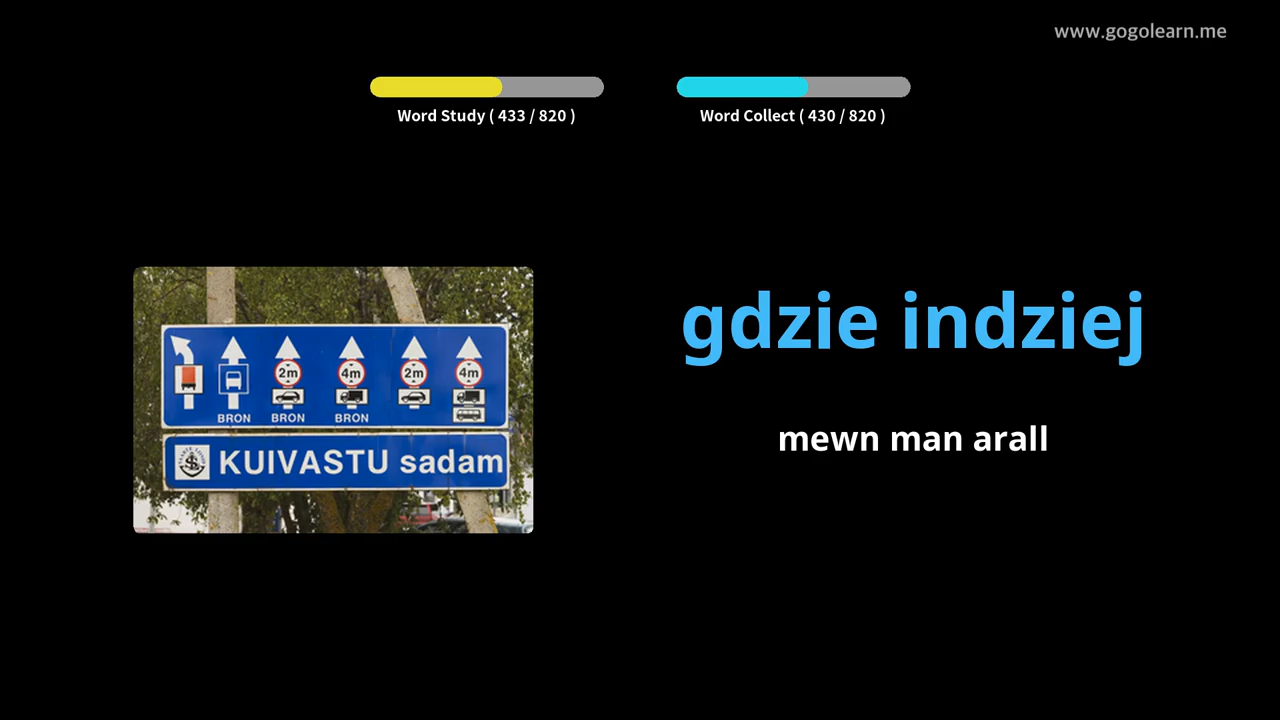 www.gogolearn.me
Word Study ( 433 / 820 )
Word Collect ( 430 / 820 )
gdzie indziej
mewn man arall
2m 4m 2m 4m
BRON BRON BRON
KUIVASTU sadam